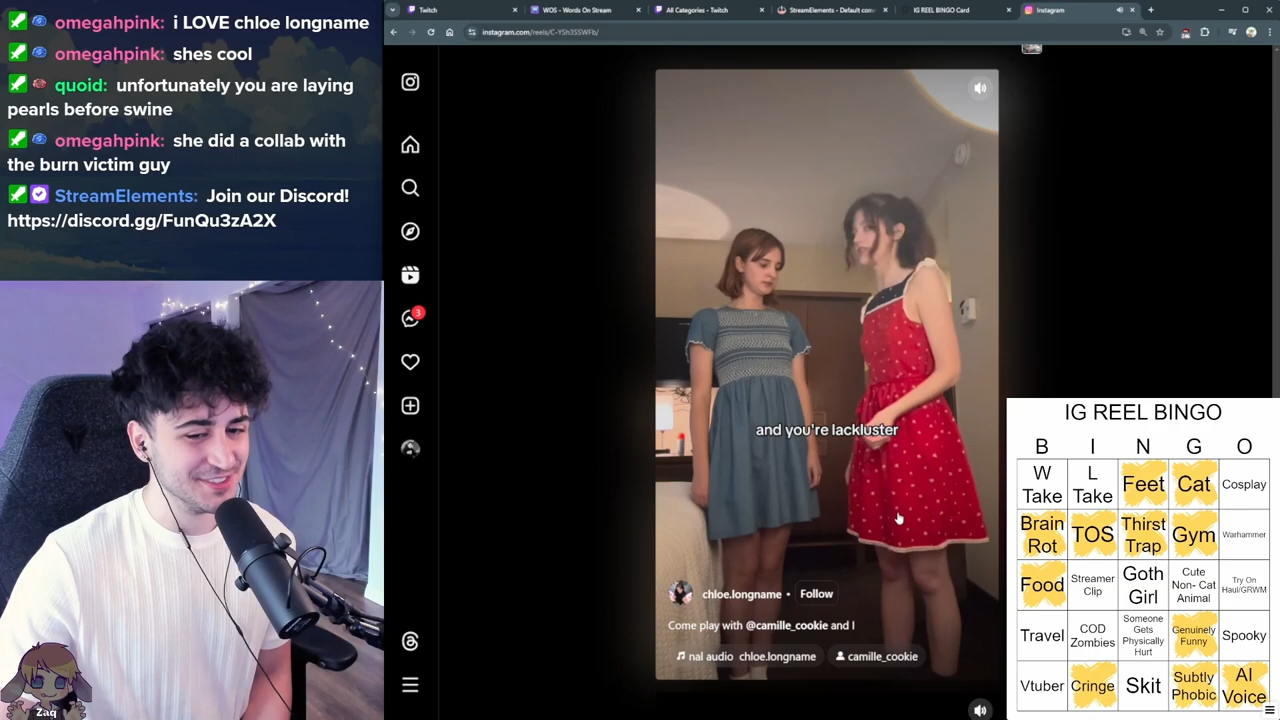 omegahpink: i LOVE chloe longname
omegahpink: shes cool
quoid: unfortunately you are laying
pearls before swine
omegahpink: she did a collab with
the burn victim guy
StreamElements: Join our Discord!
https://discord.gg/FunQu3zA2X
Zaq
Twitch
WOS - Words On Stream
All Categories - Twitch
StreamElements - Default com
IG REEL BINGO Card
Instagram
instagram.com/reels/C-YSh3SSWFb/
3
and you're lackluster
chloe.longname • Follow
Come play with @camille_cookie and I
nal audio chloe.longname
camille_cookie
IG REEL BINGO
B I N G O
W Take
L Take
Feet
Cat
Cosplay
Brain Rot
TOS
Thirst Trap
Gym
Warhammer
Food
Streamer Clip
Goth Girl
Cute Non- Cat Animal
Try On Haul/GRWM
Travel
COD Zombies
Someone Gets Physically Hurt
Genuinely Funny
Spooky
Vtuber
Cringe
Skit
Subtly Phobic
AI Voice